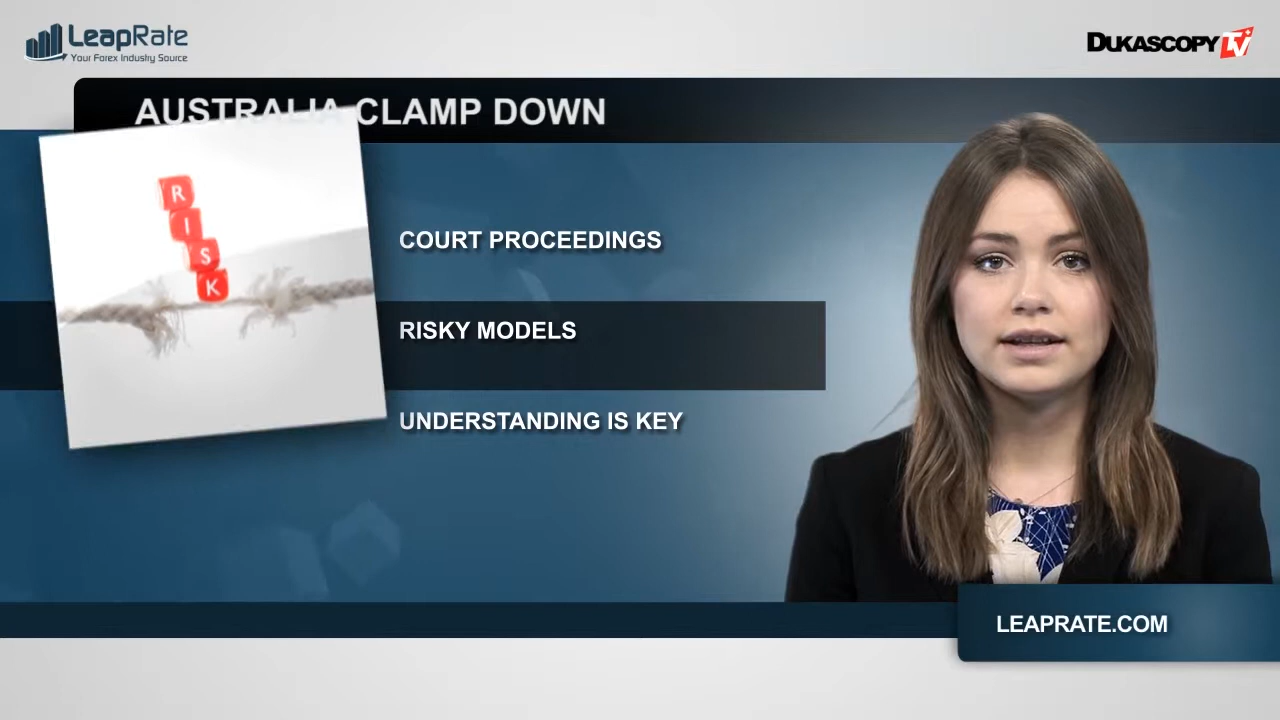 LeapRate
Your Forex Industry Source
DUKASCOPY TV
AUSTRALIA CLAMP DOWN
RISK
COURT PROCEEDINGS
RISKY MODELS
UNDERSTANDING IS KEY
LEAPRATE.COM